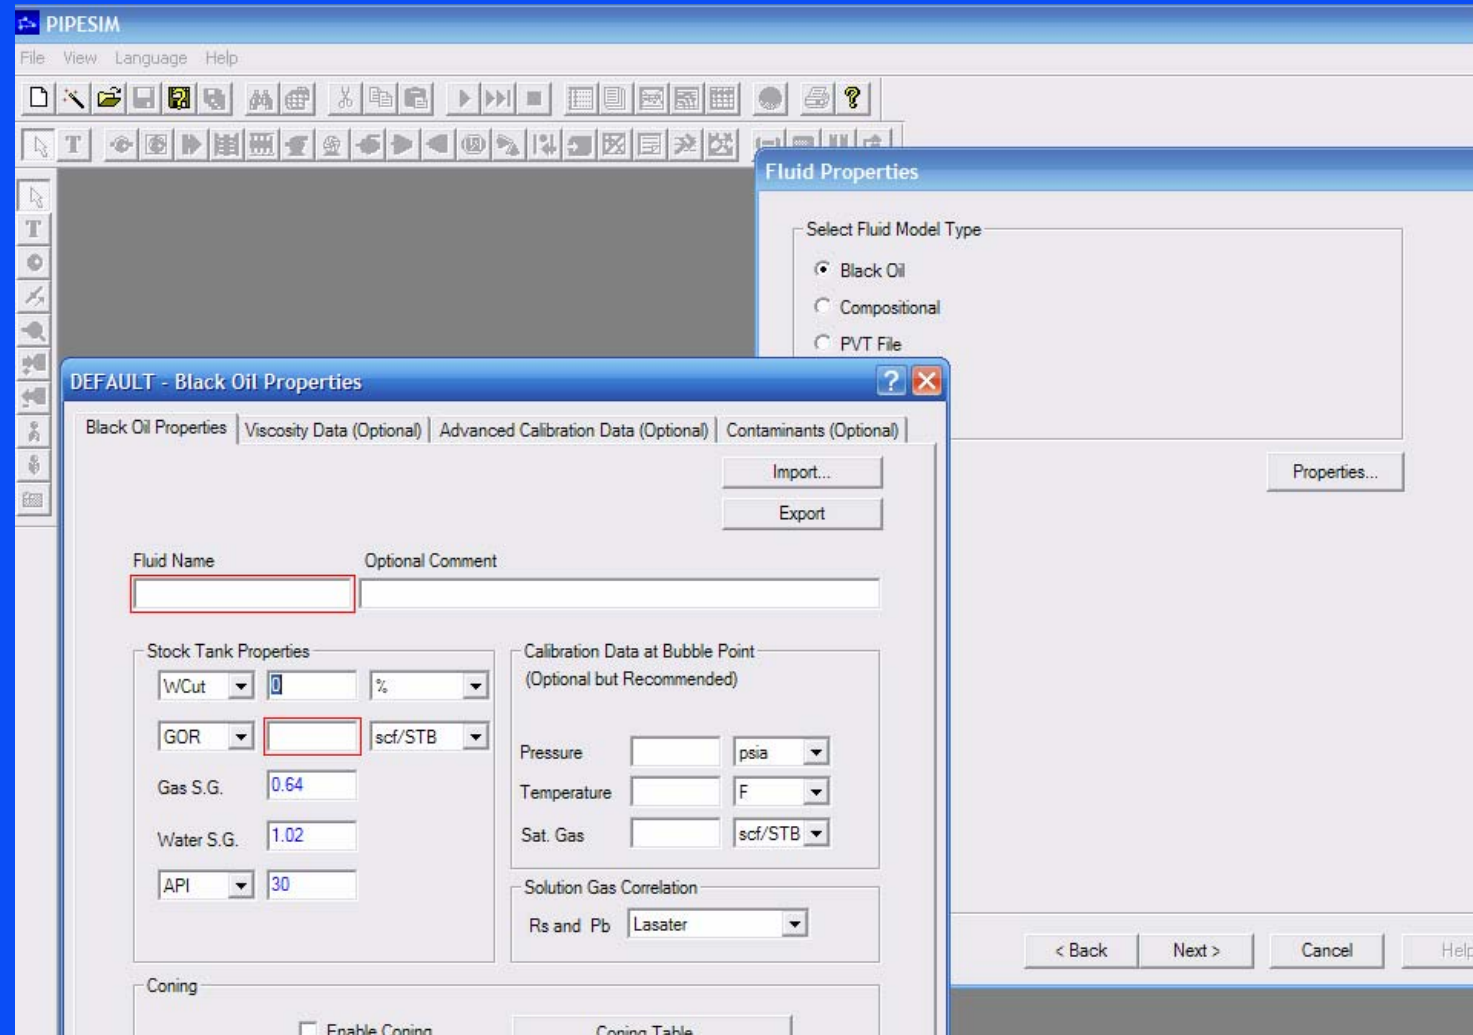 PIPESIM
File View Language Help
T
T
Fluid Properties
Select Fluid Model Type
Black Oil
Compositional
PVT File
Properties...
< Back Next > Cancel Help
DEFAULT - Black Oil Properties
Black Oil Properties Viscosity Data (Optional) Advanced Calibration Data (Optional) Contaminants (Optional)
Import...
Export
Fluid Name Optional Comment
Stock Tank Properties
WCut 0 %
GOR scf/STB
Gas S.G. 0.64
Water S.G. 1.02
API 30
Calibration Data at Bubble Point
(Optional but Recommended)
Pressure psia
Temperature F
Sat. Gas scf/STB
Solution Gas Correlation
Rs and Pb Lasater
Coning
Enable Coning Coning Table